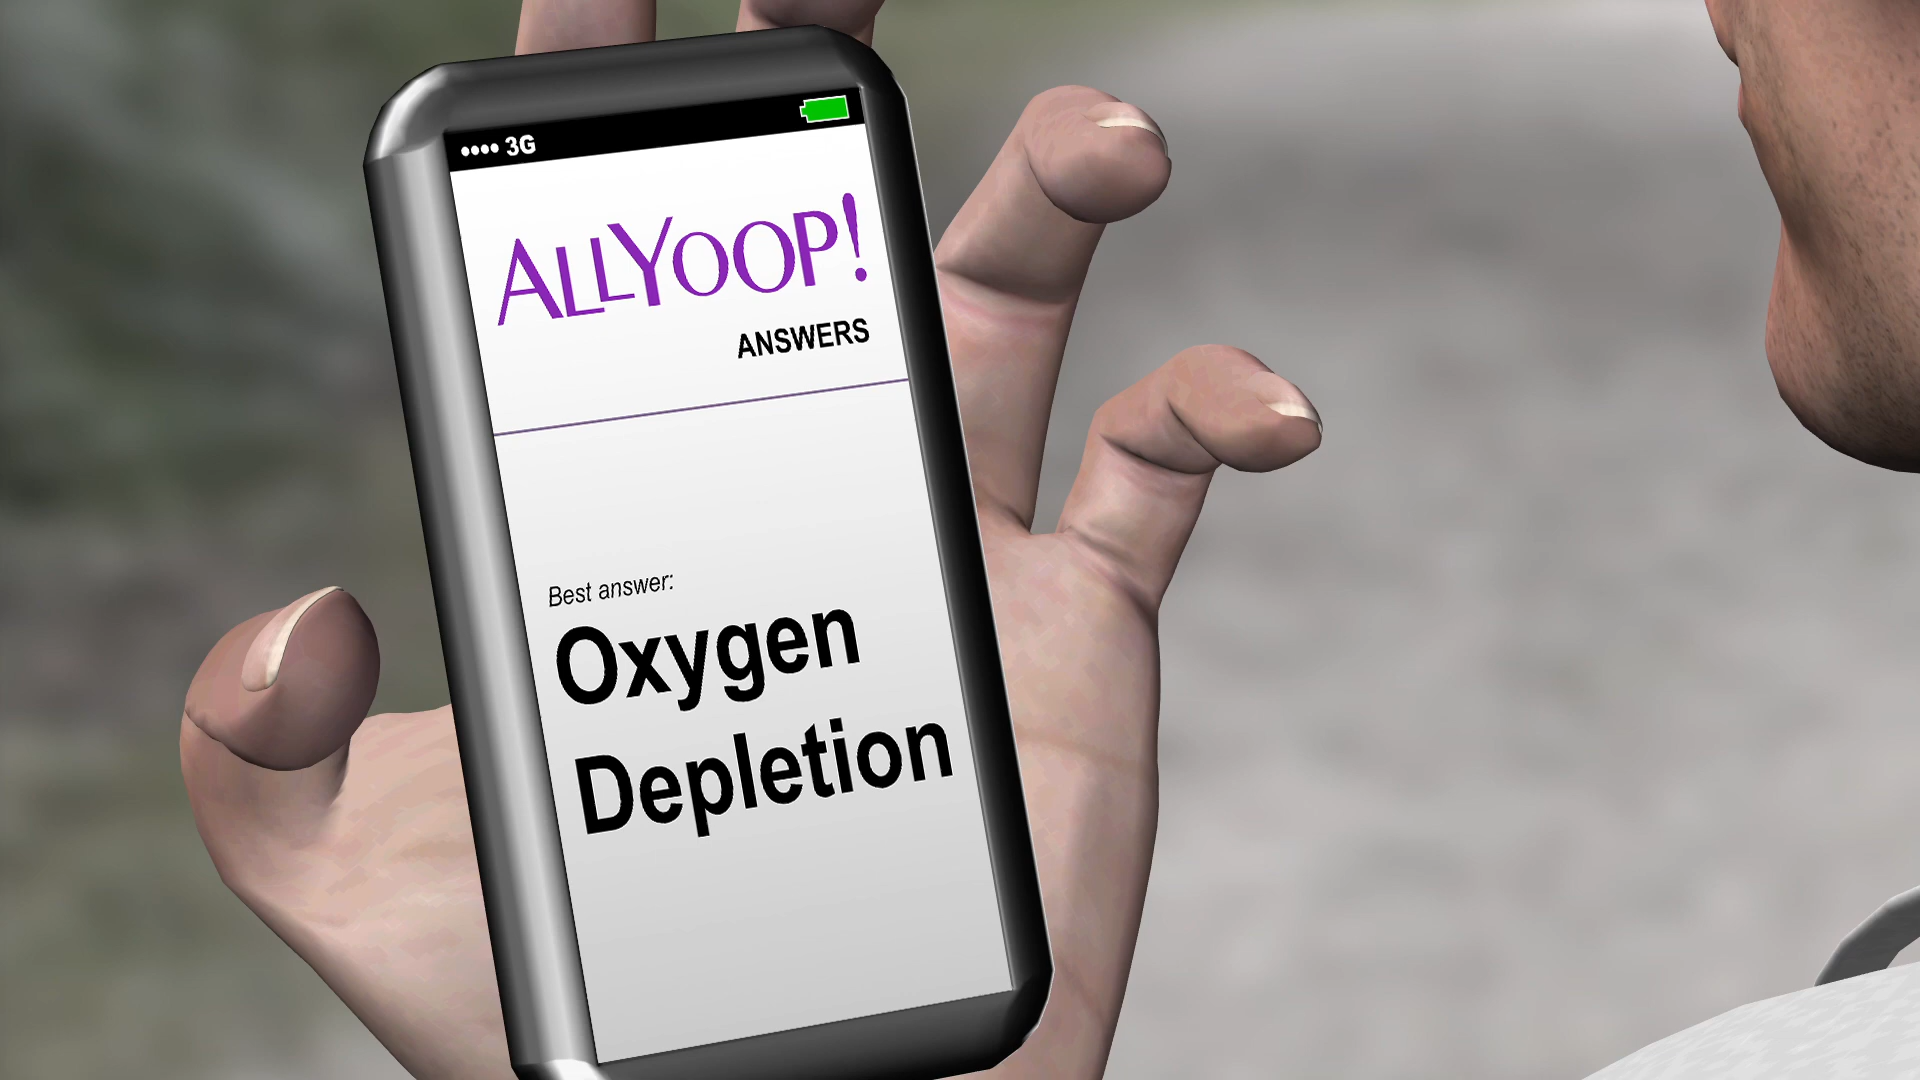 •••• 3G
ALLYOOP!
ANSWERS
Best answer:
Oxygen
Depletion